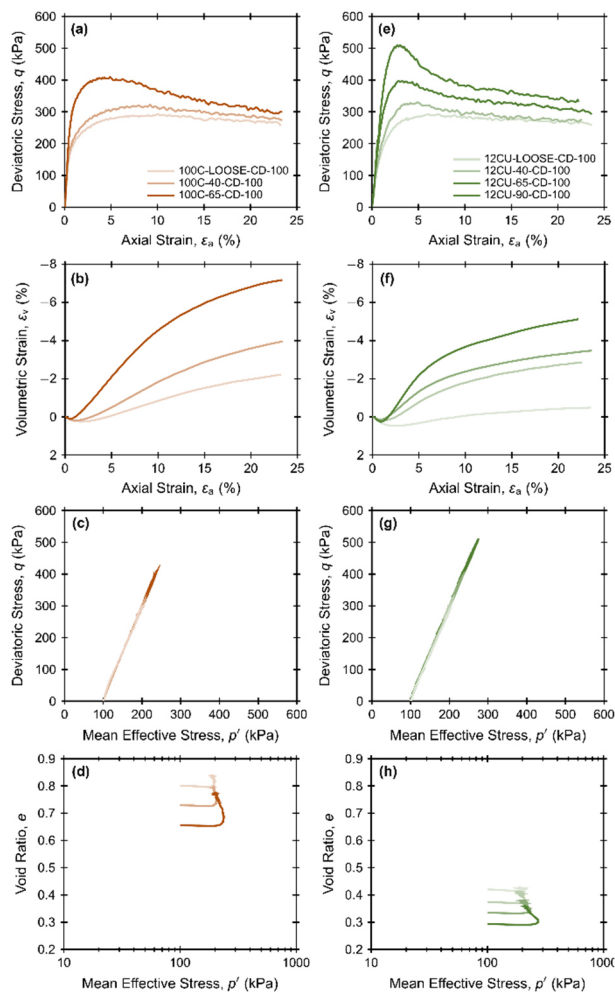 (a)
Deviatoric Stress, q (kPa)
600
500
400
300
200
100
0
100C-LOOSE-CD-100
100C-40-CD-100
100C-65-CD-100
0 5 10 15 20 25
Axial Strain, εa (%)
(e)
Deviatoric Stress, q (kPa)
600
500
400
300
200
100
0
12CU-LOOSE-CD-100
12CU-40-CD-100
12CU-65-CD-100
12CU-90-CD-100
0 5 10 15 20 25
Axial Strain, εa (%)
(b)
Volumetric Strain, εv (%)
−8
−6
−4
−2
0
2
0 5 10 15 20 25
Axial Strain, εa (%)
(f)
Volumetric Strain, εv (%)
−8
−6
−4
−2
0
2
0 5 10 15 20 25
Axial Strain, εa (%)
(c)
Deviatoric Stress, q (kPa)
600
500
400
300
200
100
0
0 100 200 300 400 500 600
Mean Effective Stress, p′ (kPa)
(g)
Deviatoric Stress, q (kPa)
600
500
400
300
200
100
0
0 100 200 300 400 500 600
Mean Effective Stress, p′ (kPa)
(d)
Void Ratio, e
0.9
0.8
0.7
0.6
0.5
0.4
0.3
0.2
10 100 1000
Mean Effective Stress, p′ (kPa)
(h)
Void Ratio, e
0.9
0.8
0.7
0.6
0.5
0.4
0.3
0.2
10 100 1000
Mean Effective Stress, p′ (kPa)